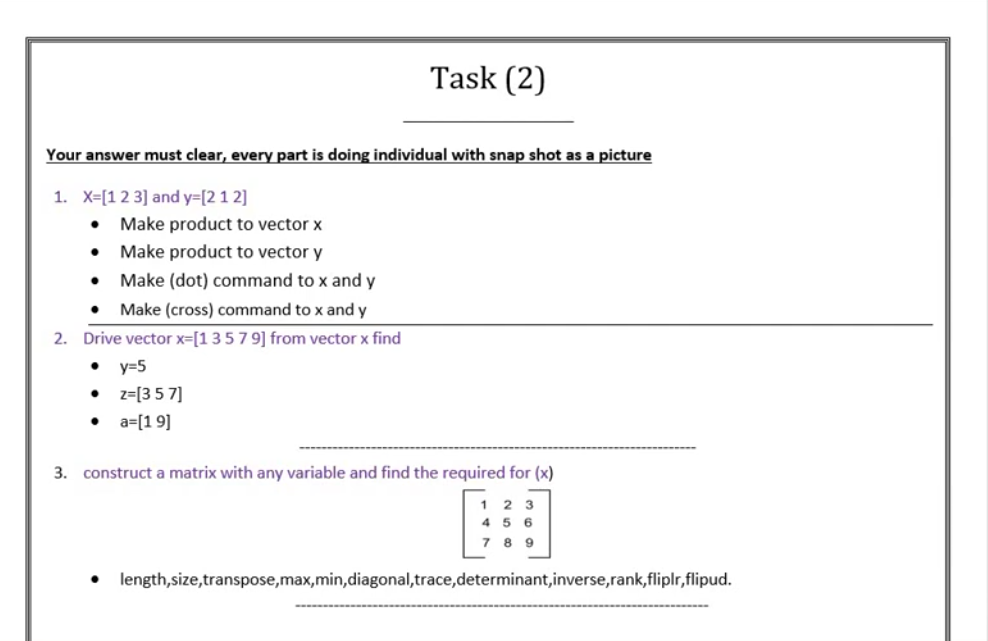 Task (2)
Your answer must clear, every part is doing individual with snap shot as a picture
1. X=[1 2 3] and y=[2 1 2]
• Make product to vector x
• Make product to vector y
• Make (dot) command to x and y
• Make (cross) command to x and y
2. Drive vector x=[1 3 5 7 9] from vector x find
• y=5
• z=[3 5 7]
• a=[1 9]
3. construct a matrix with any variable and find the required for (x)
1 2 3
4 5 6
7 8 9
• length,size,transpose,max,min,diagonal,trace,determinant,inverse,rank,fliplr,flipud.